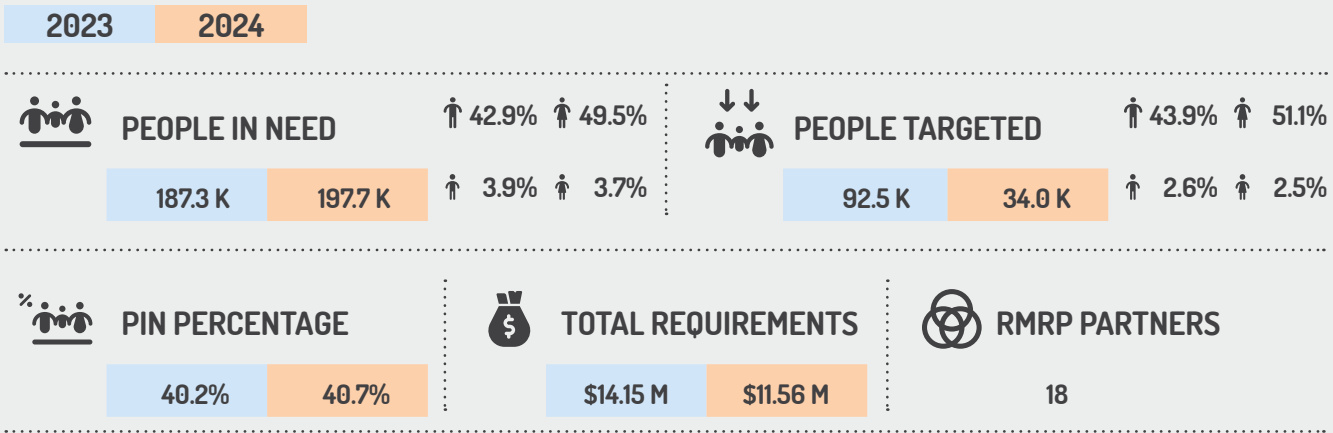 2023 2024
PEOPLE IN NEED
187.3 K 197.7 K
42.9% 49.5%
3.9% 3.7%
PEOPLE TARGETED
92.5 K 34.0 K
43.9% 51.1%
2.6% 2.5%
% PIN PERCENTAGE
40.2% 40.7%
$ TOTAL REQUIREMENTS
$14.15 M $11.56 M
RMRP PARTNERS
18